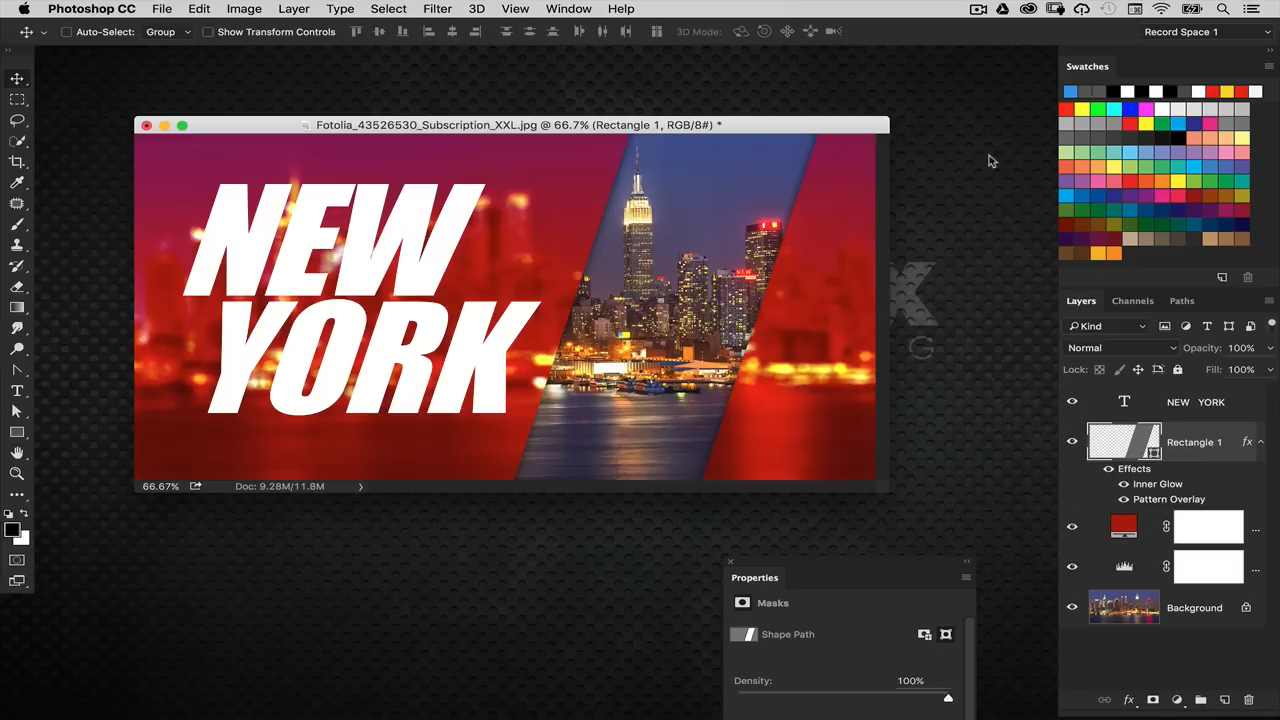 Photoshop CC File Edit Image Layer Type Select Filter 3D View Window Help
Auto-Select: Group Show Transform Controls 3D Mode: Record Space 1
Swatches
Fotolia_43526530_Subscription_XXL.jpg @ 66.7% (Rectangle 1, RGB/8#) *
NEW
YORK
NEW
K
G
66.67% Doc: 9.28M/11.8M
Layers Channels Paths
Kind
Normal Opacity: 100%
Lock: Fill: 100%
T NEW YORK
Rectangle 1 fx
Effects
Inner Glow
Pattern Overlay
Background
Properties
Masks
Shape Path
Density: 100%
fx